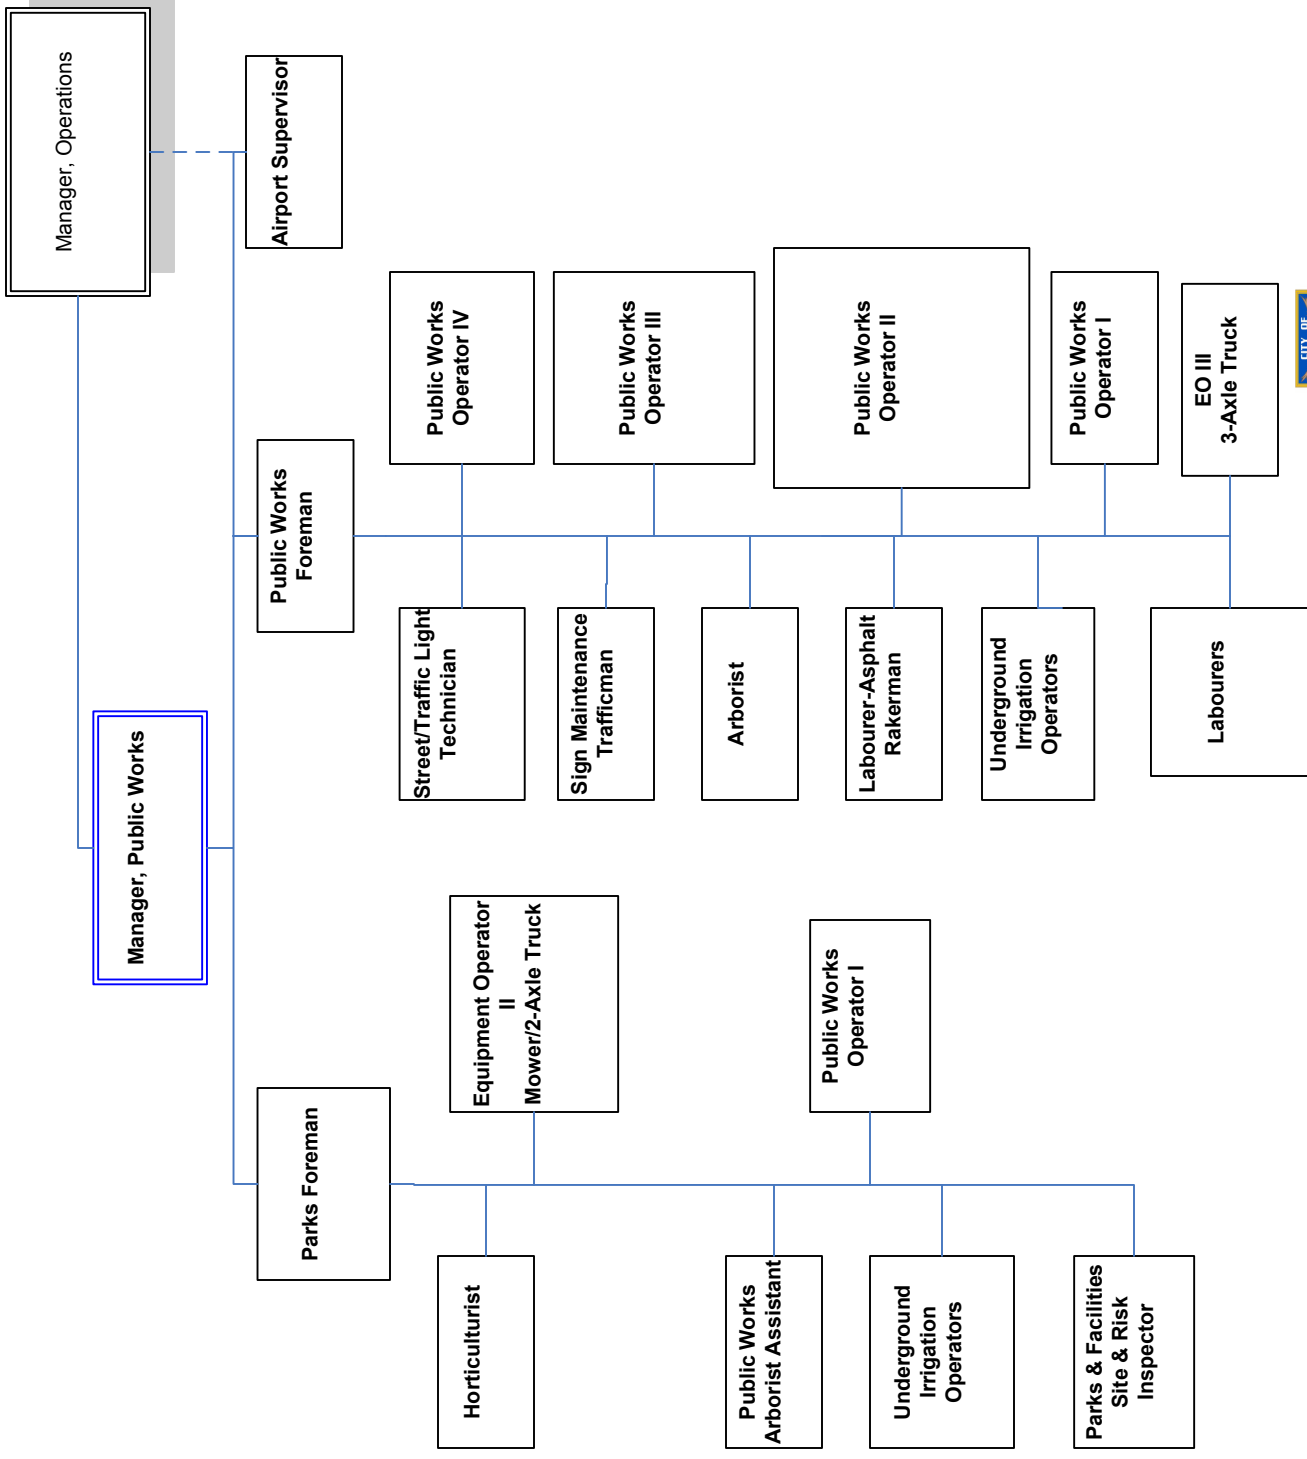 Manager, Operations
Manager, Public Works
Parks Foreman
Public Works
Foreman
Airport Supervisor
Horticulturist
Equipment Operator
II
Mower/2-Axle Truck
Public Works
Arborist Assistant
Public Works
Operator I
Underground
Irrigation
Operators
Parks & Facilities
Site & Risk
Inspector
Street/Traffic Light
Technician
Public Works
Operator IV
Sign Maintenance
Trafficman
Public Works
Operator III
Arborist
Public Works
Operator II
Labourer-Asphalt
Rakerman
Underground
Irrigation
Operators
Public Works
Operator I
EO III
3-Axle Truck
Labourers
CITY OF